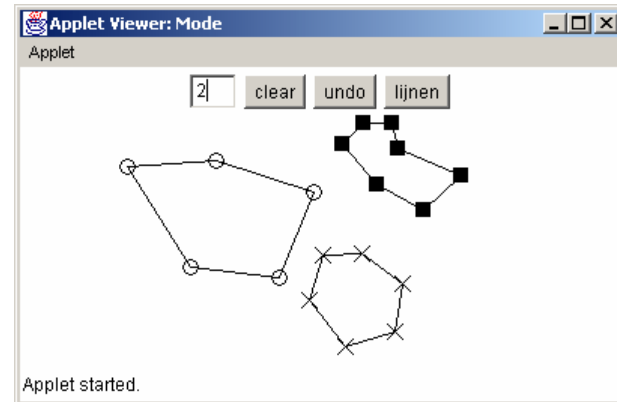 Applet Viewer: Mode
Applet
2 clear undo lijnen
Applet started.